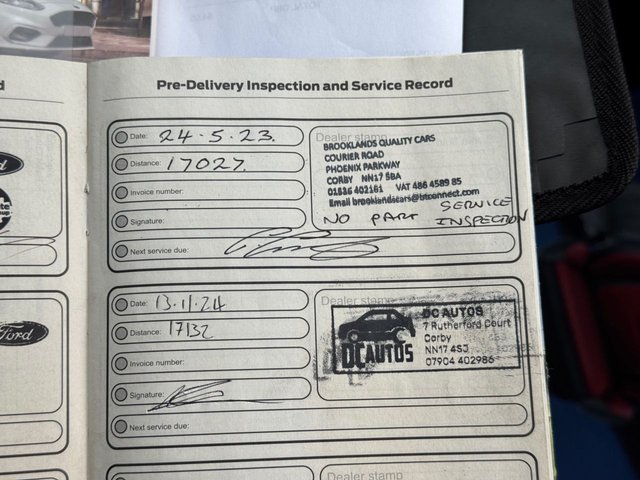 d
Pre-Delivery Inspection and Service Record
Date: 24.5.23.
Dealer stamp
BROOKLANDS QUALITY CARS
COURIER ROAD
PHOENIX PARKWAY
CORBY NN17 5BA
01536 402161 VAT 486 4589 85
Email brooklandscars@btconnect.com
Distance: 17027.
Invoice number:
Signature:
NO PART SERVICE
INSPECTION
Next service due:
Date: 13.11.24
Dealer stamp
DC AUTOS
DC AUTOS
7 Rutherford Court
Corby
NN17 4SJ
07904 402986
Distance: 17132
Invoice number:
Signature:
Next service due:
Ford
Dealer stamp